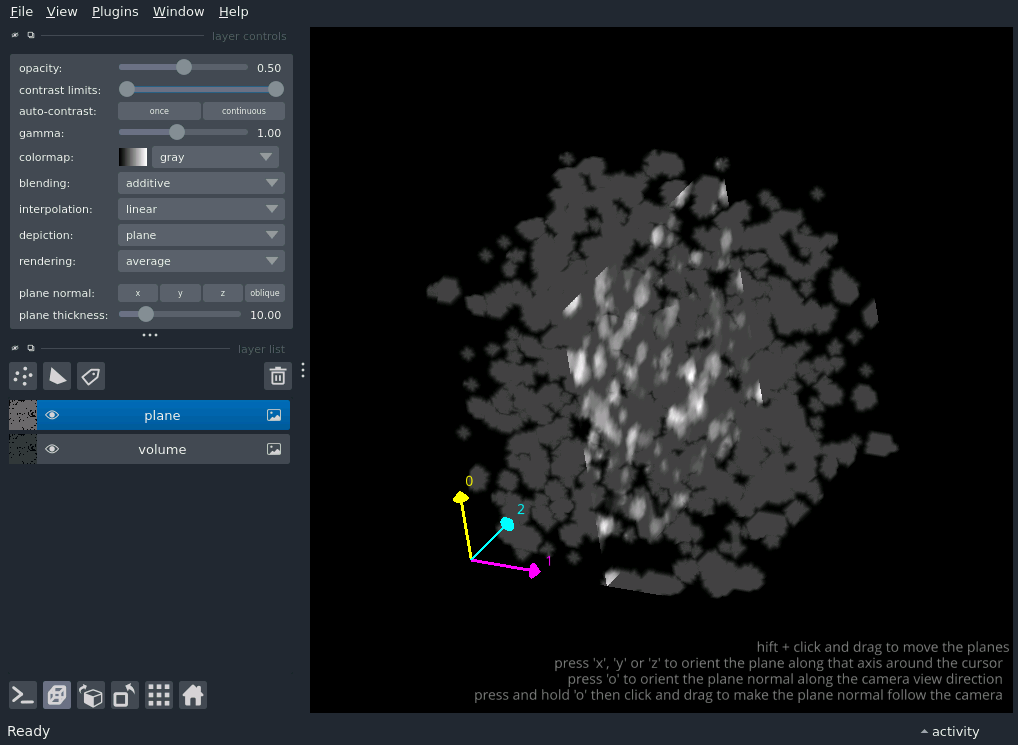 File View Plugins Window Help
layer controls
opacity: 0.50
contrast limits:
auto-contrast: once continuous
gamma: 1.00
colormap: gray
blending: additive
interpolation: linear
depiction: plane
rendering: average
plane normal: x y z oblique
plane thickness: 10.00
layer list
plane
volume
0
2
1
hift + click and drag to move the planes
press 'x', 'y' or 'z' to orient the plane along that axis around the cursor
press 'o' to orient the plane normal along the camera view direction
press and hold 'o' then click and drag to make the plane normal follow the camera
Ready activity